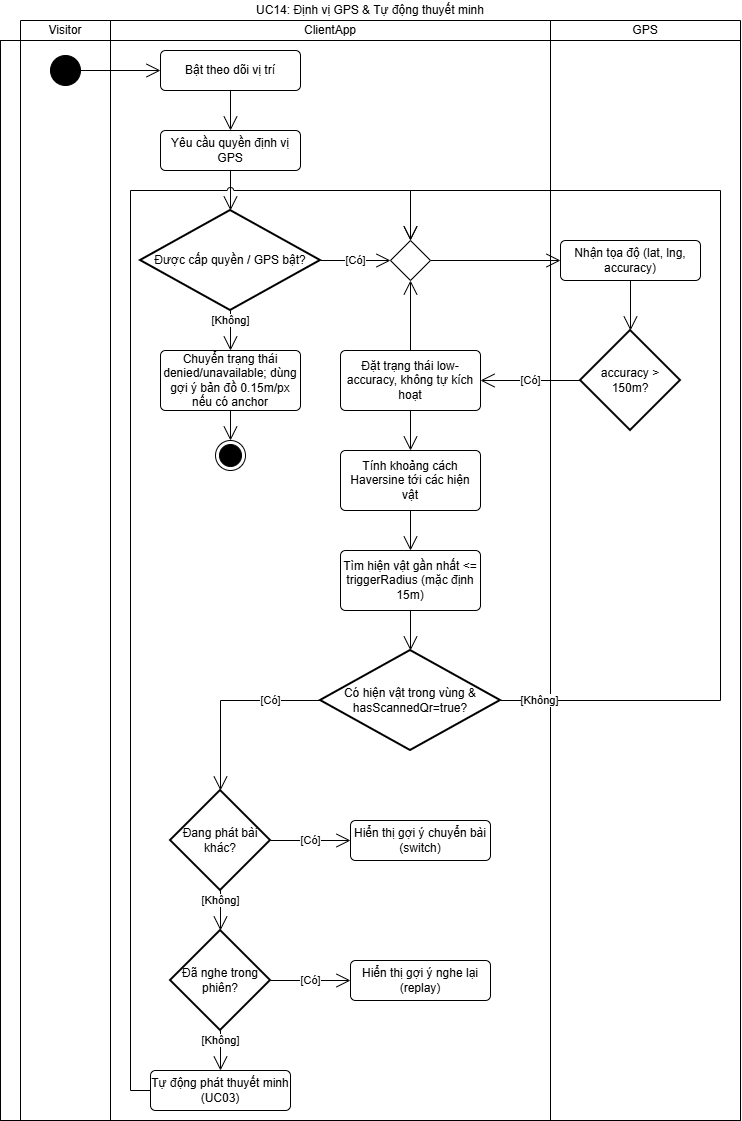 UC14: Định vị GPS & Tự động thuyết minh
Visitor
ClientApp
GPS
Bật theo dõi vị trí
Yêu cầu quyền định vị
GPS
Được cấp quyền / GPS bật?
[Có]
Nhận tọa độ (lat, lng,
accuracy)
[Không]
Chuyển trạng thái
denied/unavailable; dùng
gợi ý bản đồ 0.15m/px
nếu có anchor
Đặt trạng thái low-
accuracy, không tự kích
hoạt
[Có]
accuracy >
150m?
Tính khoảng cách
Haversine tới các hiện
vật
Tìm hiện vật gần nhất <=
triggerRadius (mặc định
15m)
[Có]
Có hiện vật trong vùng &
hasScannedQr=true?
[Không]
Đang phát bài
khác?
[Có]
Hiển thị gợi ý chuyển bài
(switch)
[Không]
Đã nghe trong
phiên?
[Có]
Hiển thị gợi ý nghe lại
(replay)
[Không]
Tự động phát thuyết minh
(UC03)